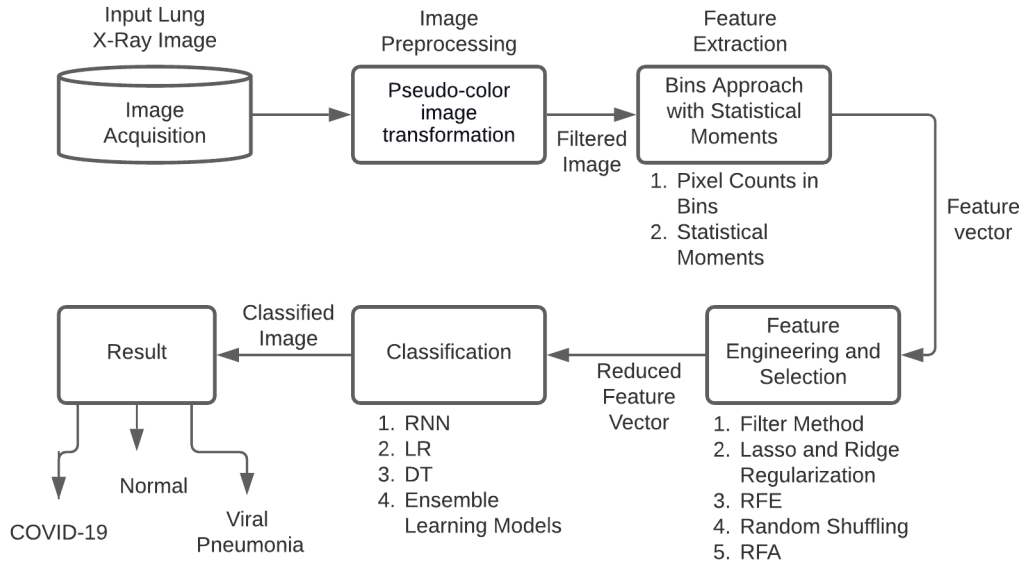 Input Lung
X-Ray Image
Image
Acquisition
Image
Preprocessing
Pseudo-color
image
transformation
Filtered
Image
Feature
Extraction
Bins Approach
with Statistical
Moments
1. Pixel Counts in
Bins
2. Statistical
Moments
Feature
vector
Feature
Engineering and
Selection
1. Filter Method
2. Lasso and Ridge
Regularization
3. RFE
4. Random Shuffling
5. RFA
Reduced
Feature
Vector
Classification
1. RNN
2. LR
3. DT
4. Ensemble
Learning Models
Classified
Image
Result
COVID-19
Normal
Viral
Pneumonia